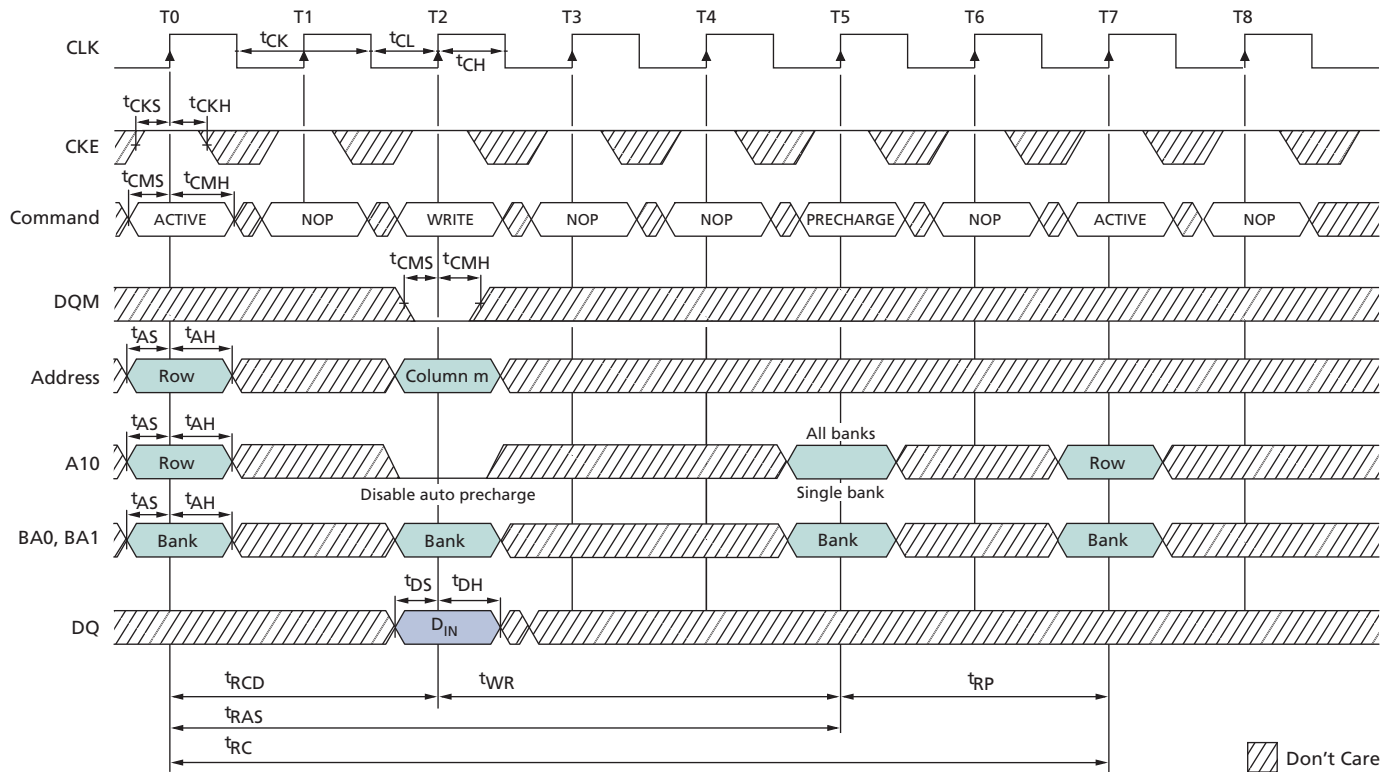 T0 T1 T2 T3 T4 T5 T6 T7 T8
CLK
tCK tCL
tCH
tCKS tCKH
CKE
tCMS tCMH
Command ACTIVE NOP WRITE NOP NOP PRECHARGE NOP ACTIVE NOP
tCMS tCMH
DQM
tAS tAH
Address Row Column m
tAS tAH All banks
A10 Row Row
Disable auto precharge Single bank
tAS tAH
BA0, BA1 Bank Bank Bank Bank
tDS tDH
DQ DIN
tRCD tWR tRP
tRAS
tRC
Don't Care